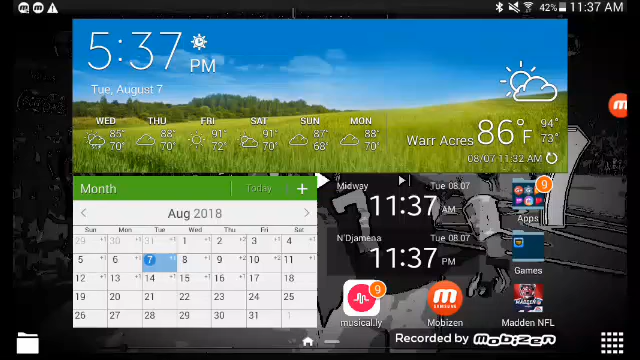 42% 11:37 AM
5:37 PM
Tue, August 7
WED FRI FRI SAT SUN MON
85° 88° 91° 91° 87° 88°
70° 70° 72° 70° 68° 70°
Warr Acres 86°F 94° 73°
08/07 11:32 AM
Month Today +
Aug 2018
Sun Mon Tue Wed Thu Fri Sat
29 30 31 1 2 3 4
5 6 7 8 9 10 11
12 13 14 15 16 17 18
19 20 21 22 23 24 25
26 27 28 29 30 31 1
Midway Tue 08.07
11:37 AM
N'Djamena Tue 08.07
11:37 PM
9
Apps
Games
9
musical.ly Mobizen Madden NFL
Recorded by mobizen